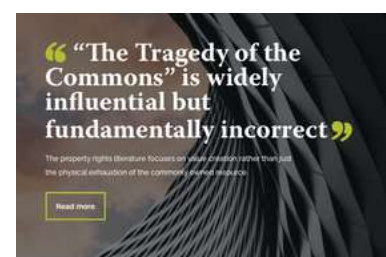 “ “The Tragedy of the
Commons” is widely
influential but
fundamentally incorrect ”
The property rights literature focuses on value creation rather than just
the physical exhaustion of the commonly owned resource.
Read more